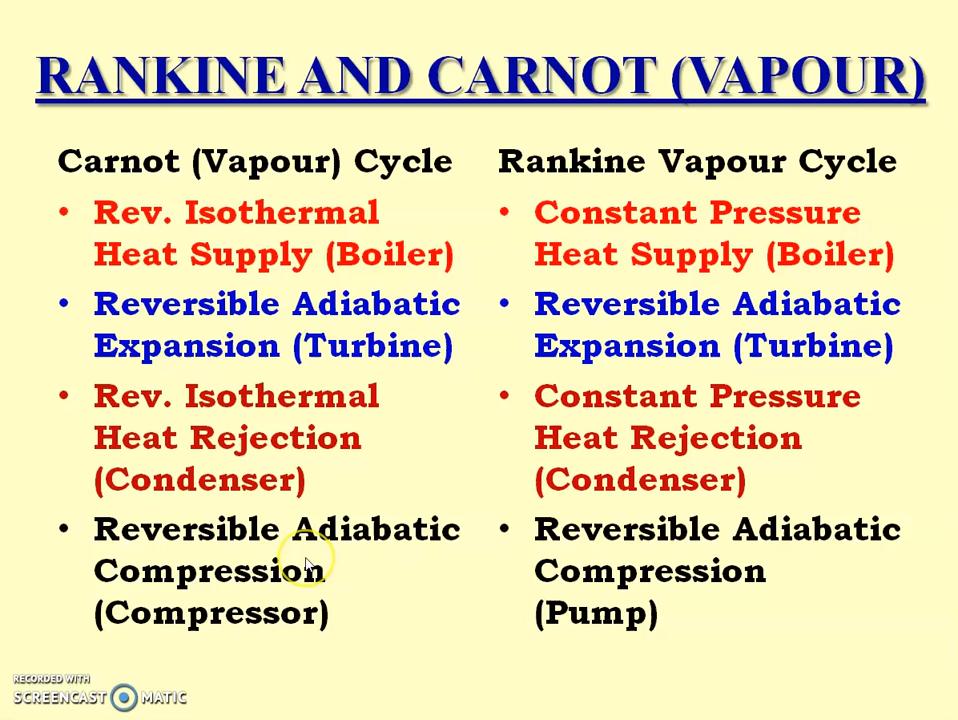 RANKINE AND CARNOT (VAPOUR)
Carnot (Vapour) Cycle
• Rev. Isothermal
Heat Supply (Boiler)
• Reversible Adiabatic
Expansion (Turbine)
• Rev. Isothermal
Heat Rejection
(Condenser)
• Reversible Adiabatic
Compression
(Compressor)
Rankine Vapour Cycle
• Constant Pressure
Heat Supply (Boiler)
• Reversible Adiabatic
Expansion (Turbine)
• Constant Pressure
Heat Rejection
(Condenser)
• Reversible Adiabatic
Compression
(Pump)
RECORDED WITH
SCREENCAST MATIC